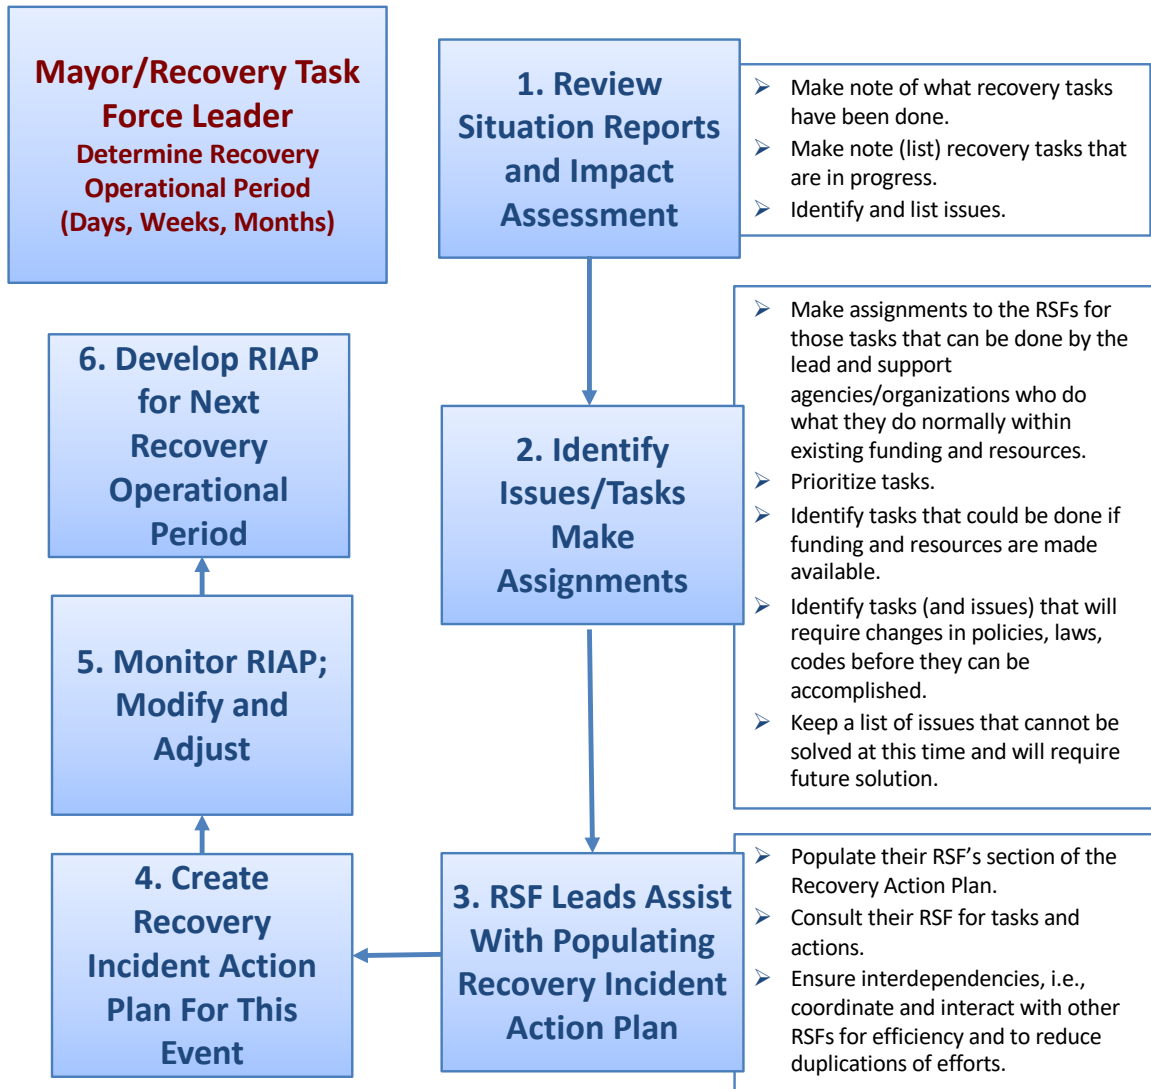 Mayor/Recovery Task
Force Leader
Determine Recovery
Operational Period
(Days, Weeks, Months)
1. Review
Situation Reports
and Impact
Assessment
➢ Make note of what recovery tasks
have been done.
➢ Make note (list) recovery tasks that
are in progress.
➢ Identify and list issues.
2. Identify
Issues/Tasks
Make
Assignments
➢ Make assignments to the RSFs for
those tasks that can be done by the
lead and support
agencies/organizations who do
what they do normally within
existing funding and resources.
➢ Prioritize tasks.
➢ Identify tasks that could be done if
funding and resources are made
available.
➢ Identify tasks (and issues) that will
require changes in policies, laws,
codes before they can be
accomplished.
➢ Keep a list of issues that cannot be
solved at this time and will require
future solution.
3. RSF Leads Assist
With Populating
Recovery Incident
Action Plan
➢ Populate their RSF’s section of the
Recovery Action Plan.
➢ Consult their RSF for tasks and
actions.
➢ Ensure interdependencies, i.e.,
coordinate and interact with other
RSFs for efficiency and to reduce
duplications of efforts.
4. Create
Recovery
Incident Action
Plan For This
Event
5. Monitor RIAP;
Modify and
Adjust
6. Develop RIAP
for Next
Recovery
Operational
Period